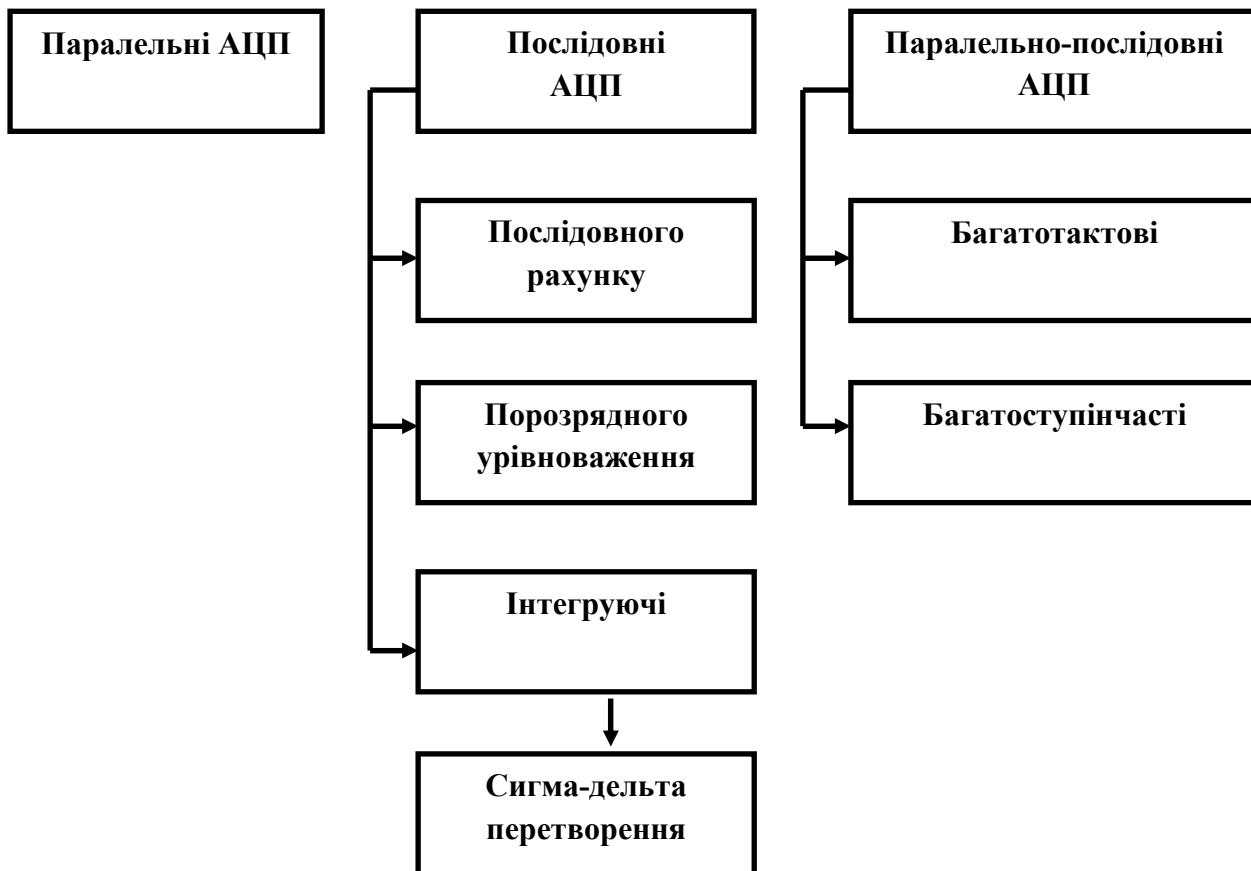 Паралельні АЦП
Послідовні
АЦП
Паралельно-послідовні
АЦП
Послідовного
рахунку
Багатотактові
Порозрядного
урівноваження
Багатоступінчасті
Інтегруючі
Сигма-дельта
перетворення